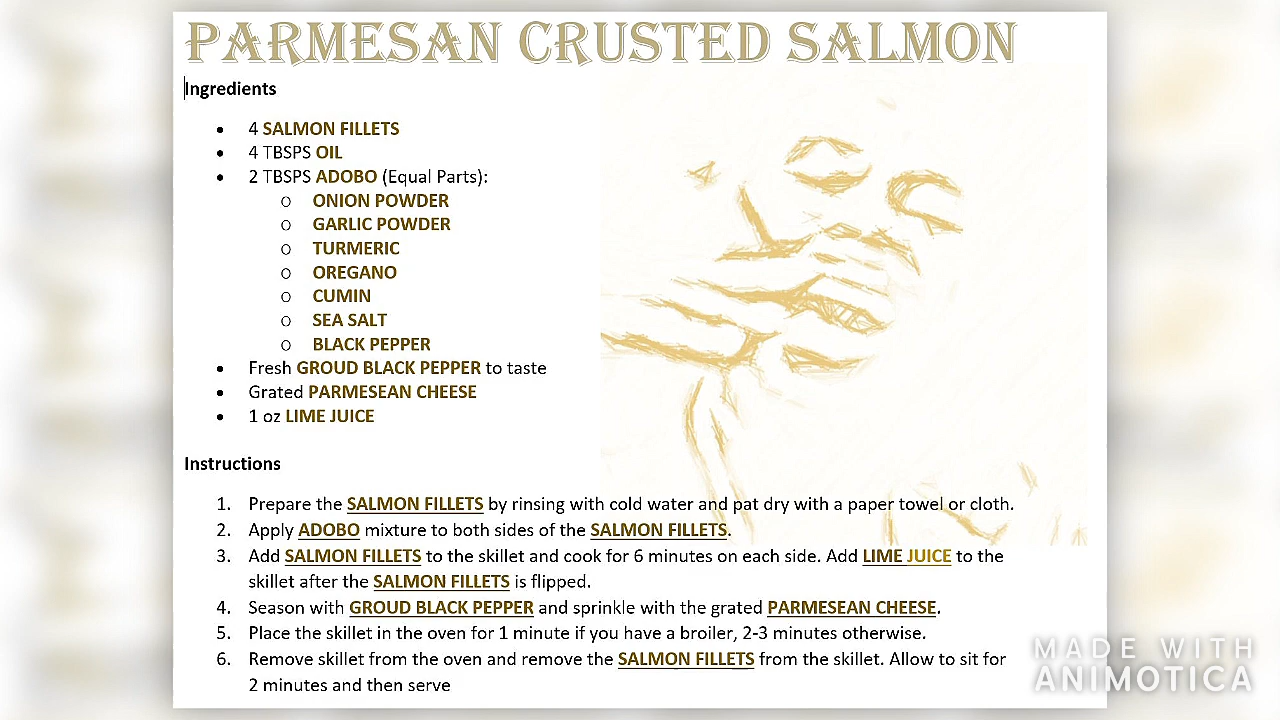 PARMESAN CRUSTED SALMON
Ingredients
• 4 SALMON FILLETS
• 4 TBSPS OIL
• 2 TBSPS ADOBO (Equal Parts):
o ONION POWDER
o GARLIC POWDER
o TURMERIC
o OREGANO
o CUMIN
o SEA SALT
o BLACK PEPPER
• Fresh GROUD BLACK PEPPER to taste
• Grated PARMESEAN CHEESE
• 1 oz LIME JUICE
Instructions
1. Prepare the SALMON FILLETS by rinsing with cold water and pat dry with a paper towel or cloth.
2. Apply ADOBO mixture to both sides of the SALMON FILLETS.
3. Add SALMON FILLETS to the skillet and cook for 6 minutes on each side. Add LIME JUICE to the
skillet after the SALMON FILLETS is flipped.
4. Season with GROUD BLACK PEPPER and sprinkle with the grated PARMESEAN CHEESE.
5. Place the skillet in the oven for 1 minute if you have a broiler, 2-3 minutes otherwise.
6. Remove skillet from the oven and remove the SALMON FILLETS from the skillet. Allow to sit for
2 minutes and then serve
MADE WITH
ANIMOTICA